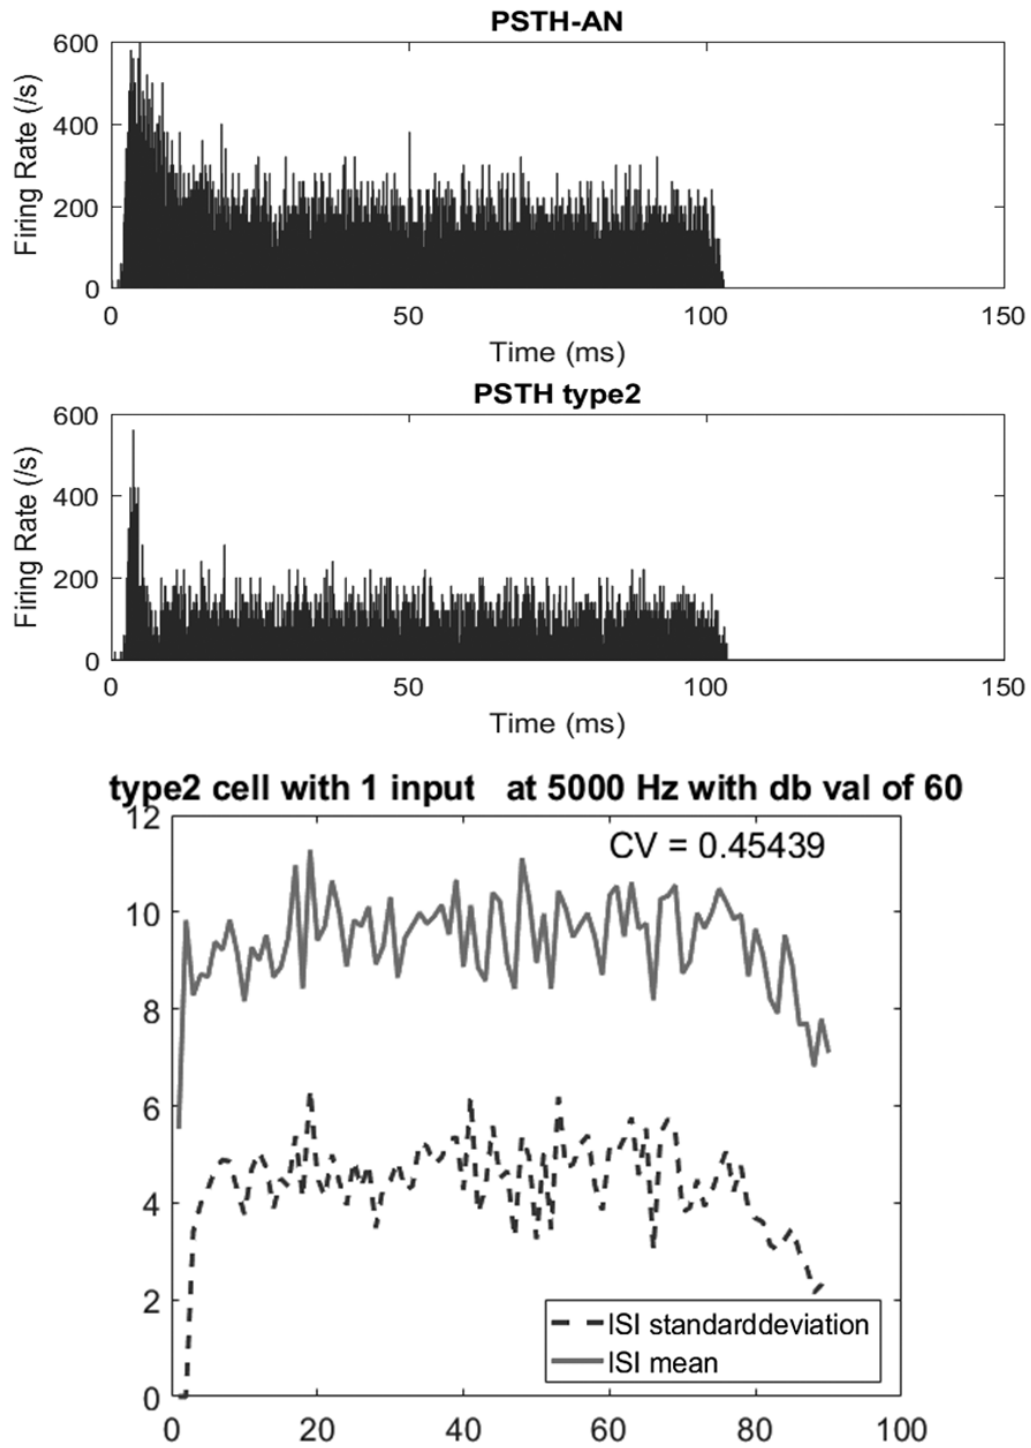 PSTH-AN
600
400
200
0
Firing Rate (/s)
0 50 100 150
Time (ms)
PSTH type2
600
400
200
0
Firing Rate (/s)
0 50 100 150
Time (ms)
type2 cell with 1 input at 5000 Hz with db val of 60
12
10
8
6
4
2
0
CV = 0.45439
ISI standarddeviation
ISI mean
0 20 40 60 80 100